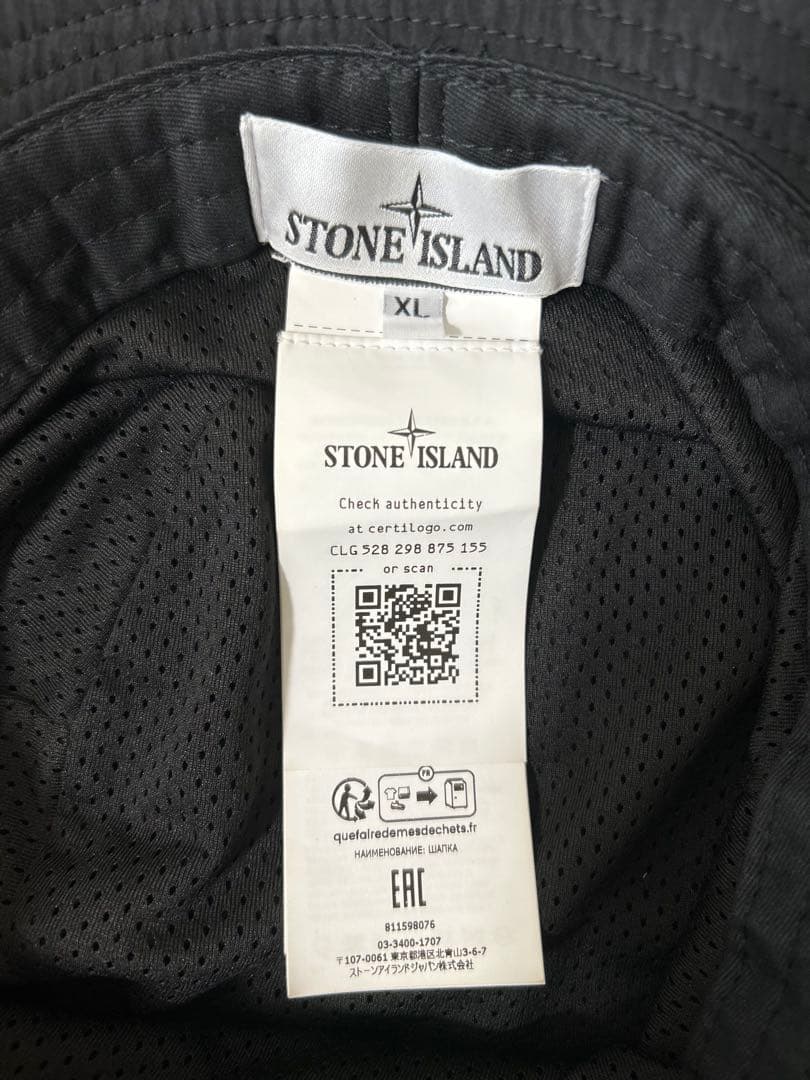 STONE ISLAND
XL
STONE ISLAND
Check authenticity
at certilogo.com
CLG 528 298 875 155
or scan
FR
quefairedemesdechets.fr
НАИМЕНОВАНИЕ: ШАПКА
EAC
811598076
03-3400-1707
〒107-0061 東京都港区北青山3-6-7
ストーンアイランドジャパン株式会社